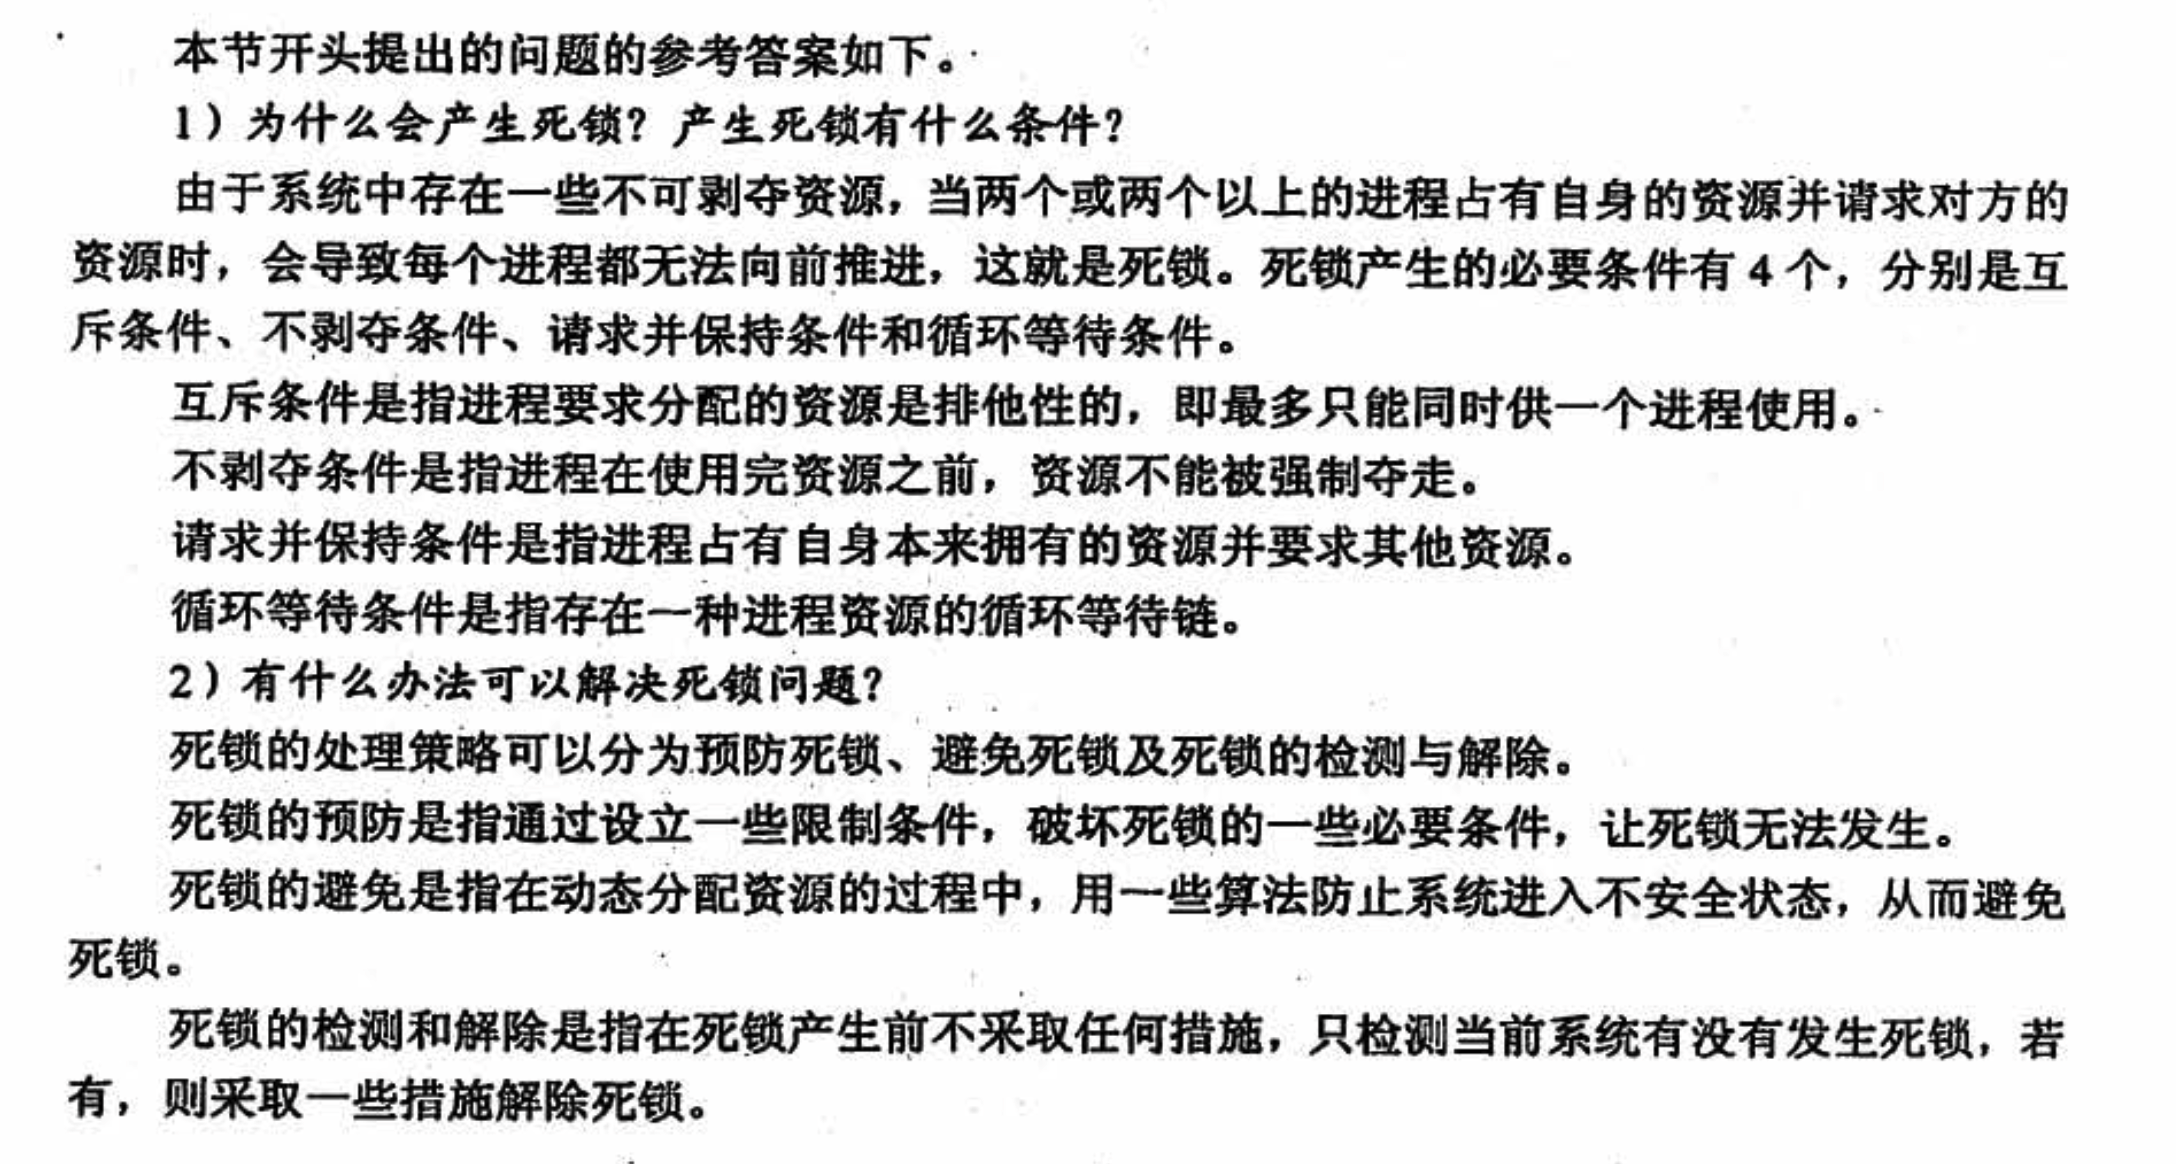 本节开头提出的问题的参考答案如下。
1）为什么会产生死锁？产生死锁有什么条件？
由于系统中存在一些不可剥夺资源，当两个或两个以上的进程占有自身的资源并请求对方的
资源时，会导致每个进程都无法向前推进，这就是死锁。死锁产生的必要条件有 4 个，分别是互
斥条件、不剥夺条件、请求并保持条件和循环等待条件。
互斥条件是指进程要求分配的资源是排他性的，即最多只能同时供一个进程使用。
不剥夺条件是指进程在使用完资源之前，资源不能被强制夺走。
请求并保持条件是指进程占有自身本来拥有的资源并要求其他资源。
循环等待条件是指存在一种进程资源的循环等待链。
2）有什么办法可以解决死锁问题？
死锁的处理策略可以分为预防死锁、避免死锁及死锁的检测与解除。
死锁的预防是指通过设立一些限制条件，破坏死锁的一些必要条件，让死锁无法发生。
死锁的避免是指在动态分配资源的过程中，用一些算法防止系统进入不安全状态，从而避免
死锁。
死锁的检测和解除是指在死锁产生前不采取任何措施，只检测当前系统有没有发生死锁，若
有，则采取一些措施解除死锁。